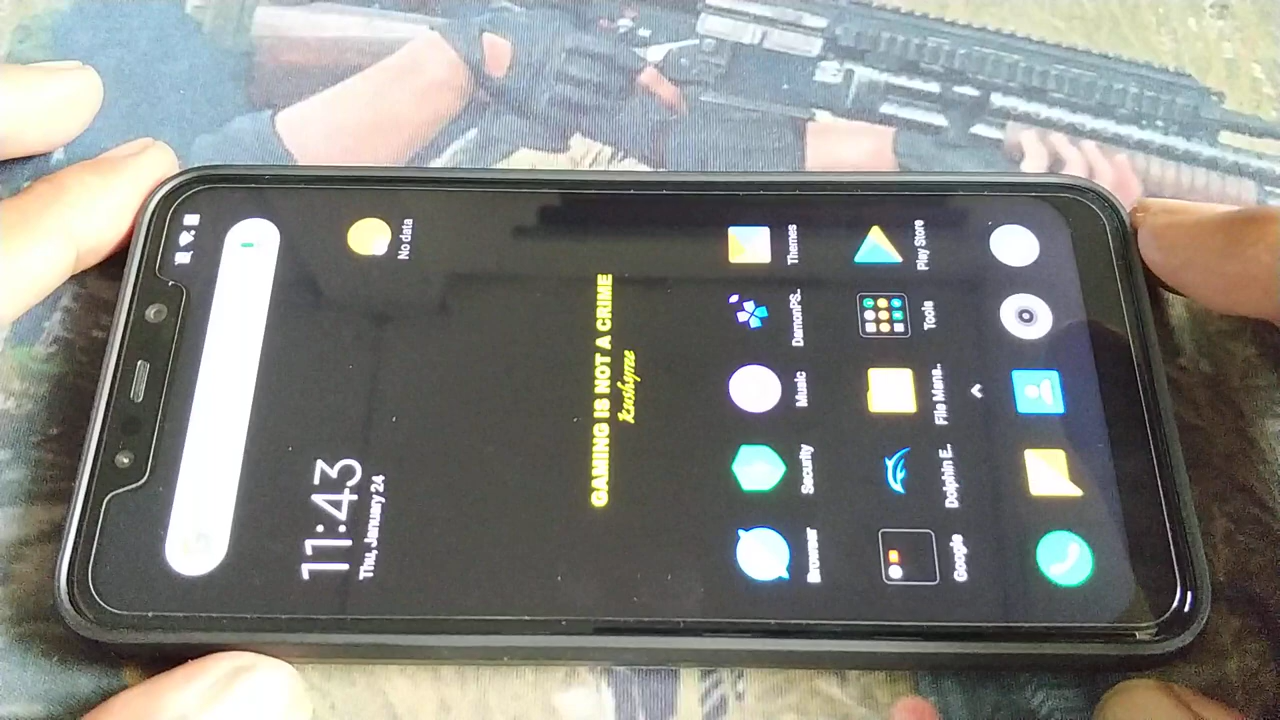 11:43
Thu, January 24
No data
GAMING IS NOT A CRIME
Kushsyree
Browser
Security
Music
DamonPS..
Themes
Google
Dolphin E..
File Mana..
Tools
Play Store